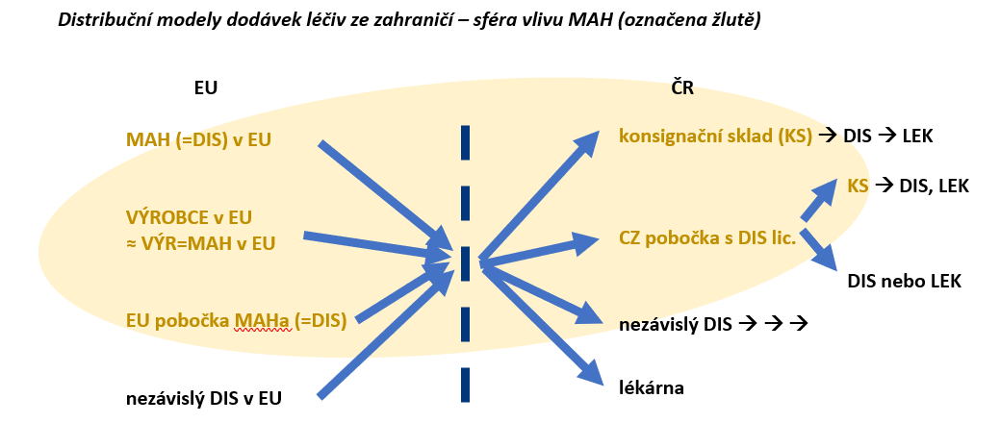 Distribuční modely dodávek léčiv ze zahraničí – sféra vlivu MAH (označena žlutě)
EU
ČR
MAH (=DIS) v EU
konsignační sklad (KS) → DIS → LEK
KS → DIS, LEK
VÝROBCE v EU
≈ VÝR=MAH v EU
CZ pobočka s DIS lic.
DIS nebo LEK
EU pobočka MAHa (=DIS)
nezávislý DIS → → →
nezávislý DIS v EU
lékárna